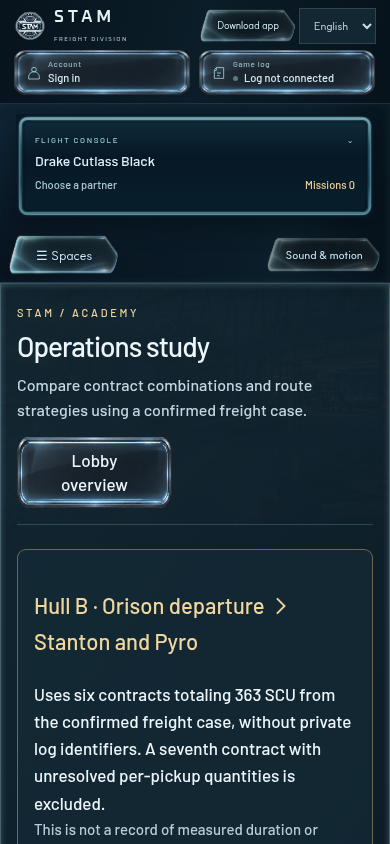 STAM
FREIGHT DIVISION
Download app
English
Account
Sign in
Game log
Log not connected
FLIGHT CONSOLE
Drake Cutlass Black
Choose a partner
Missions 0
☰ Spaces
Sound & motion
STAM / ACADEMY
Operations study
Compare contract combinations and route
strategies using a confirmed freight case.
Lobby
overview
Hull B · Orison departure
Stanton and Pyro
Uses six contracts totaling 363 SCU from
the confirmed freight case, without private
log identifiers. A seventh contract with
unresolved per-pickup quantities is
excluded.
This is not a record of measured duration or